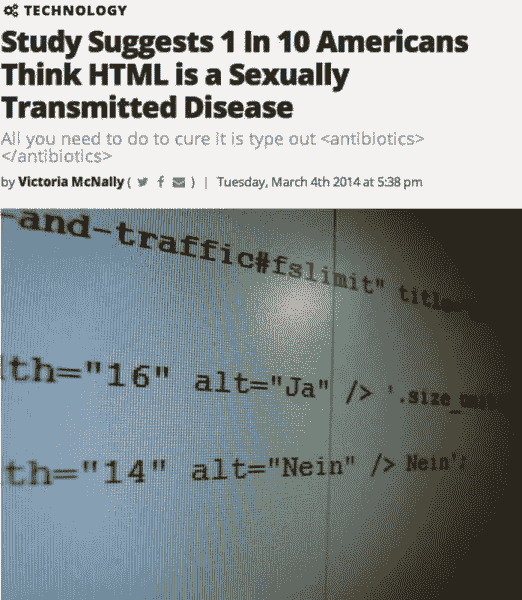 TECHNOLOGY
Study Suggests 1 In 10 Americans
Think HTML is a Sexually
Transmitted Disease
All you need to do to cure it is type out <antibiotics>
</antibiotics>
by Victoria McNally ( ) | Tuesday, March 4th 2014 at 5:38 pm
-and-traffic#fslimit" title
th="16" alt="Ja" /> '.size
th="14" alt="Nein" /> Nein';